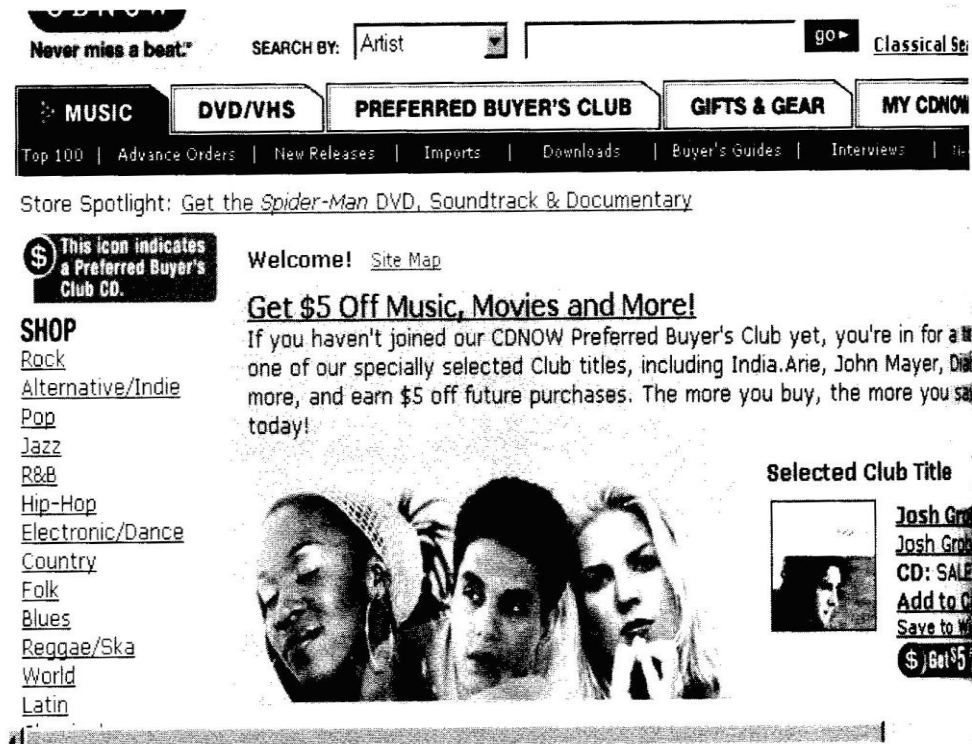 CDNOW
Never miss a beat.™
SEARCH BY: Artist go Classical
MUSIC DVD/VHS PREFERRED BUYER'S CLUB GIFTS & GEAR MY CDNOW
Top 100 | Advance Orders | New Releases | Imports | Downloads | Buyer's Guides | Interviews |
Store Spotlight: Get the Spider-Man DVD, Soundtrack & Documentary
$ This icon indicates
a Preferred Buyer's
Club CD.
Welcome! Site Map
Get $5 Off Music, Movies and More!
If you haven't joined our CDNOW Preferred Buyer's Club yet, you're in for a
one of our specially selected Club titles, including India.Arie, John Mayer,
more, and earn $5 off future purchases. The more you buy, the more you
today!
SHOP
Rock
Alternative/Indie
Pop
Jazz
R&B
Hip-Hop
Electronic/Dance
Country
Folk
Blues
Reggae/Ska
World
Latin
Selected Club Title
Josh
Josh
CD: SALE
Add to
Save to
$ Get $5